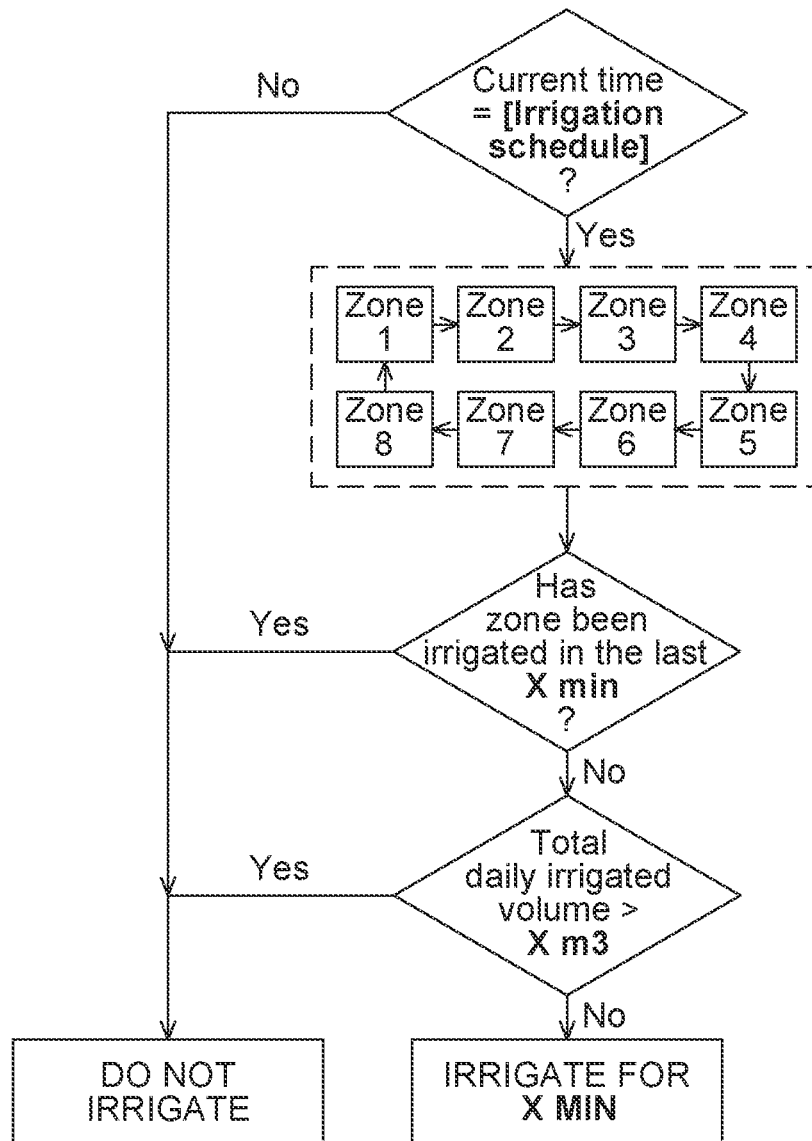 Current time
= [Irrigation
schedule]
?
No
Yes
Zone
1
Zone
2
Zone
3
Zone
4
Zone
8
Zone
7
Zone
6
Zone
5
Has
zone been
irrigated in the last
X min
?
Yes
No
Total
daily irrigated
volume >
X m3
Yes
No
DO NOT
IRRIGATE
IRRIGATE FOR
X MIN